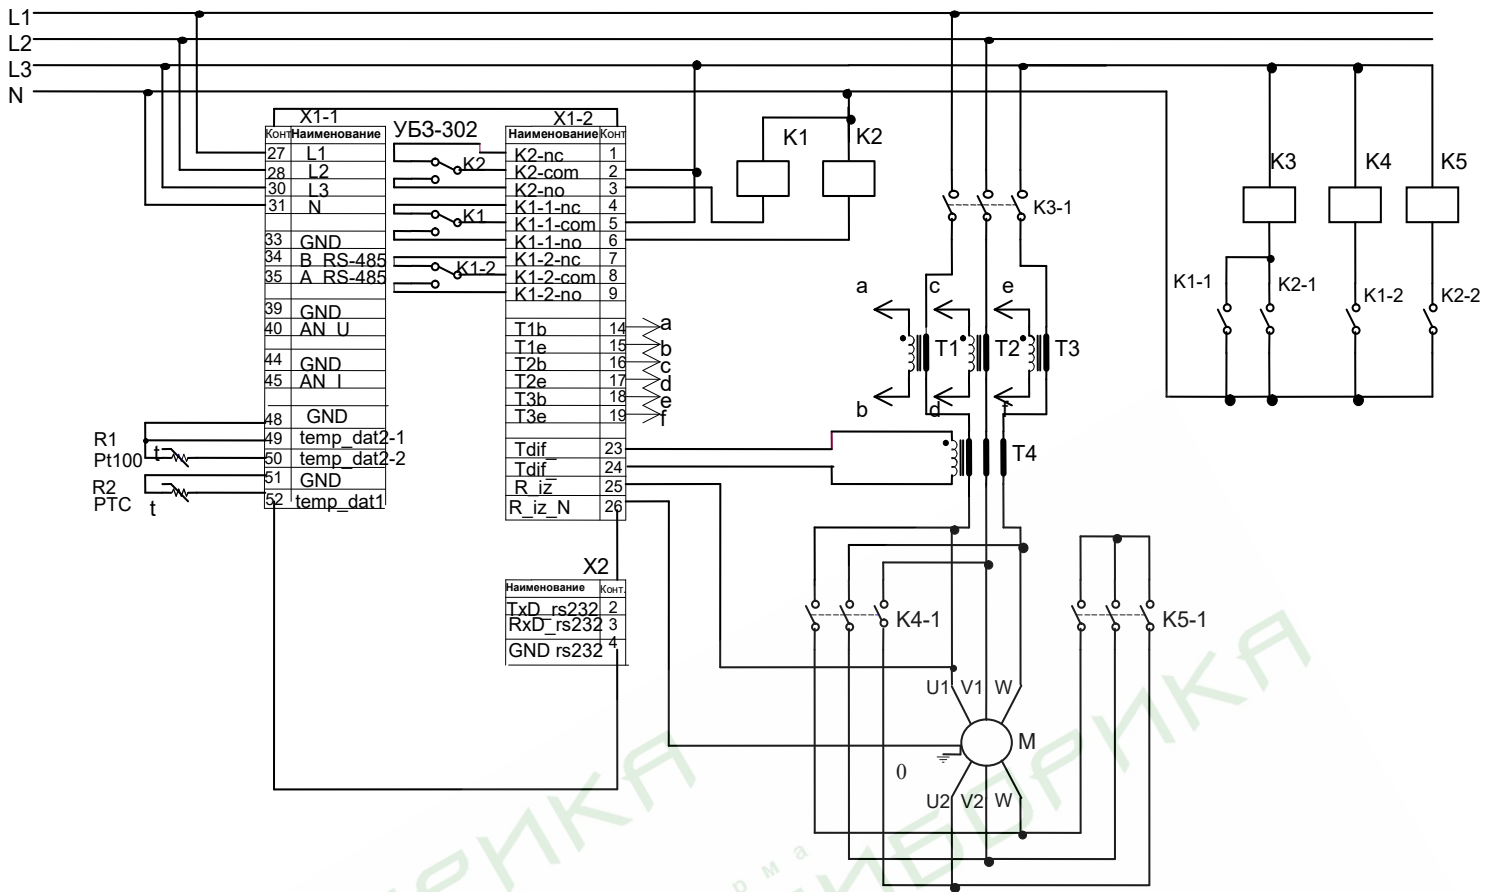 L1
L2
L3
N
X1-1
Конт Наименование
27 L1
28 L2
30 L3
31 N
33 GND
34 B_RS-485
35 A_RS-485
39 GND
40 AN_U
44 GND
45 AN_I
48 GND
49 temp_dat2-1
50 temp_dat2-2
51 GND
52 temp_dat1
R1
Pt100
t
R2
PTC
t
УБЗ-302
K2
K1
K1-2
X1-2
Наименование Конт
K2-nc 1
K2-com 2
K2-no 3
K1-1-nc 4
K1-1-com 5
K1-1-no 6
K1-2-nc 7
K1-2-com 8
K1-2-no 9
T1b 14 a
T1e 15 b
T2b 16 c
T2e 17 d
T3b 18 e
T3e 19 f
Tdif_ 23
Tdif_ 24
R_iz_ 25
R_iz_N 26
X2
Наименование Конт.
TxD_rs232 2
RxD_rs232 3
GND rs232 4
K1 K2
K3-1
a c e
T1 T2 T3
b d f
T4
K4-1
K5-1
U1 V1 W
M
0
U2 V2 W
K3 K4 K5
K1-1 K2-1 K1-2 K2-2